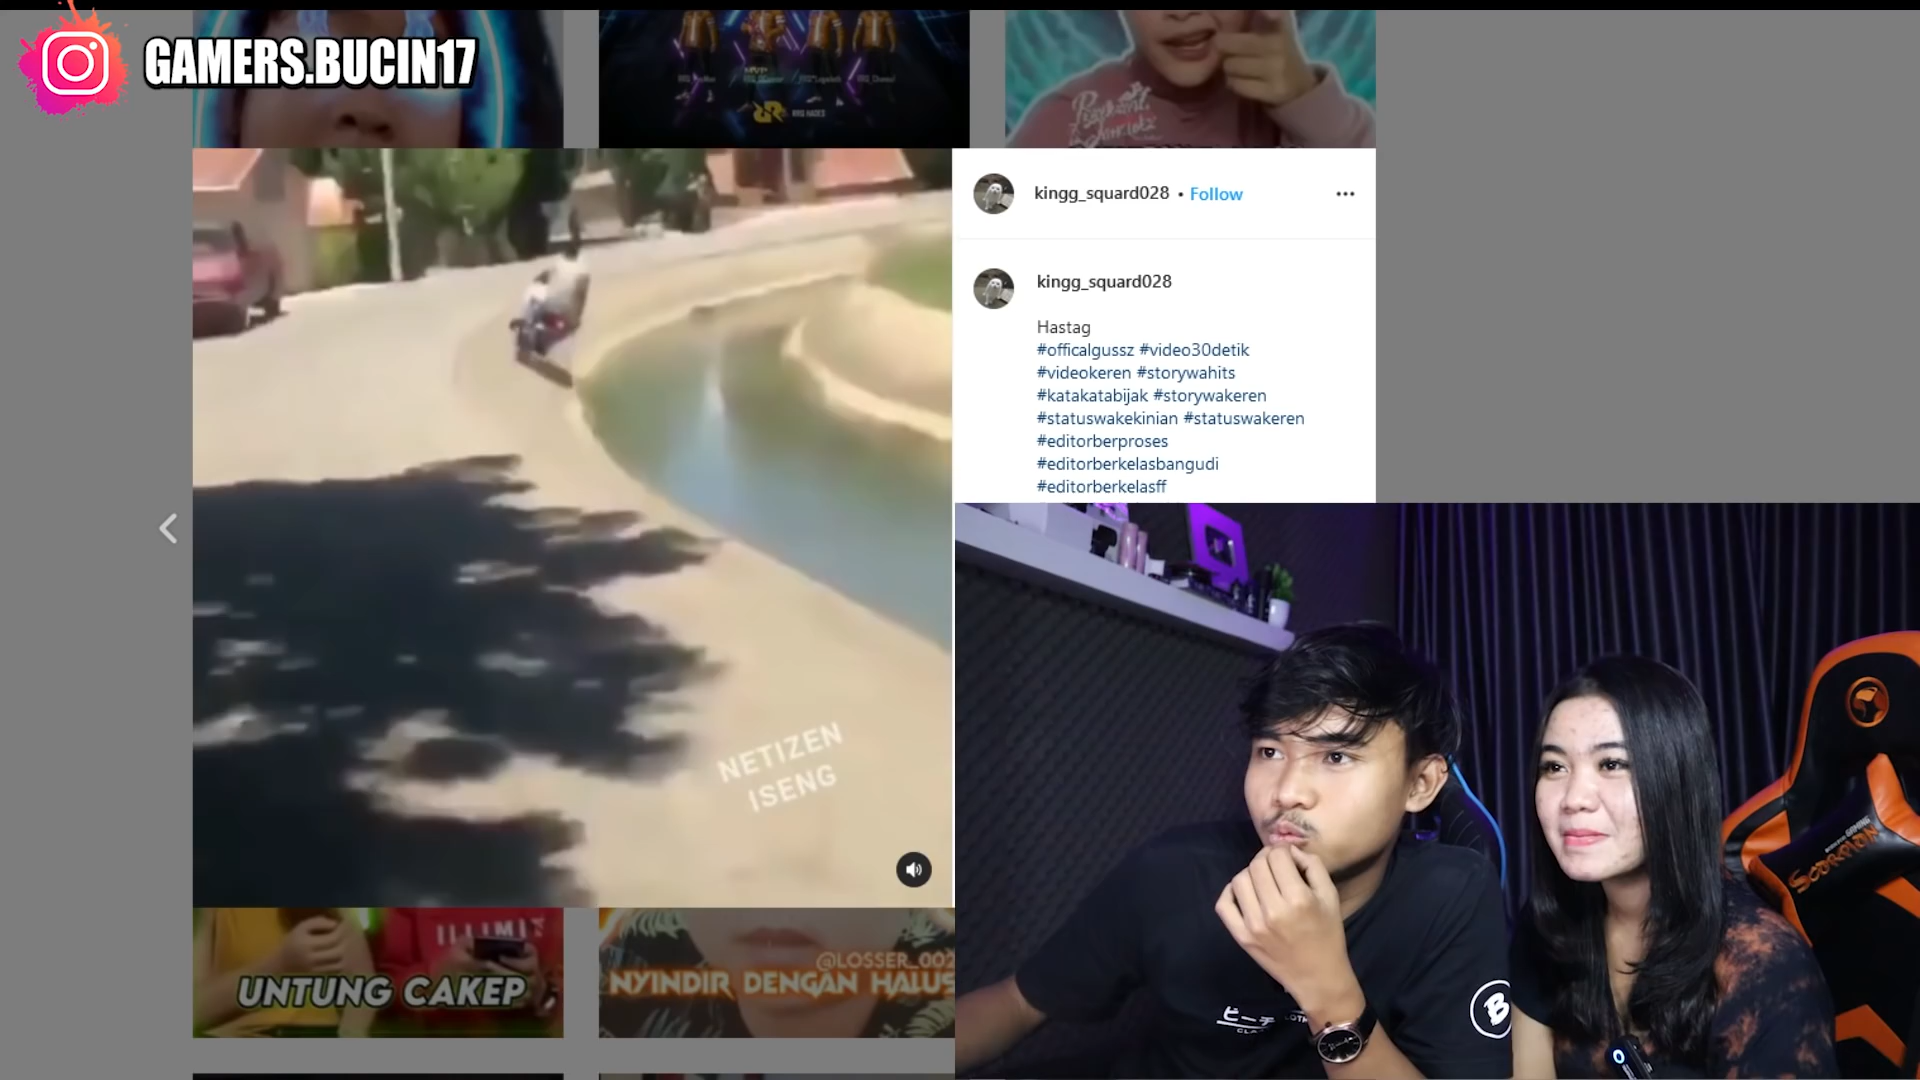 GAMERS.BUCIN17
kingg_squard028 • Follow
kingg_squard028
Hastag
#officalgussz #video30detik
#videokeren #storywahits
#katakatabijak #storywakeren
#statuswakekinian #statuswakeren
#editorberproses
#editorberkelasbangudi
#editorberkelasff
NETIZEN
ISENG
UNTUNG CAKEP
@LOSSER_002
NYINDIR DENGAN HALUS
SCORPION
B